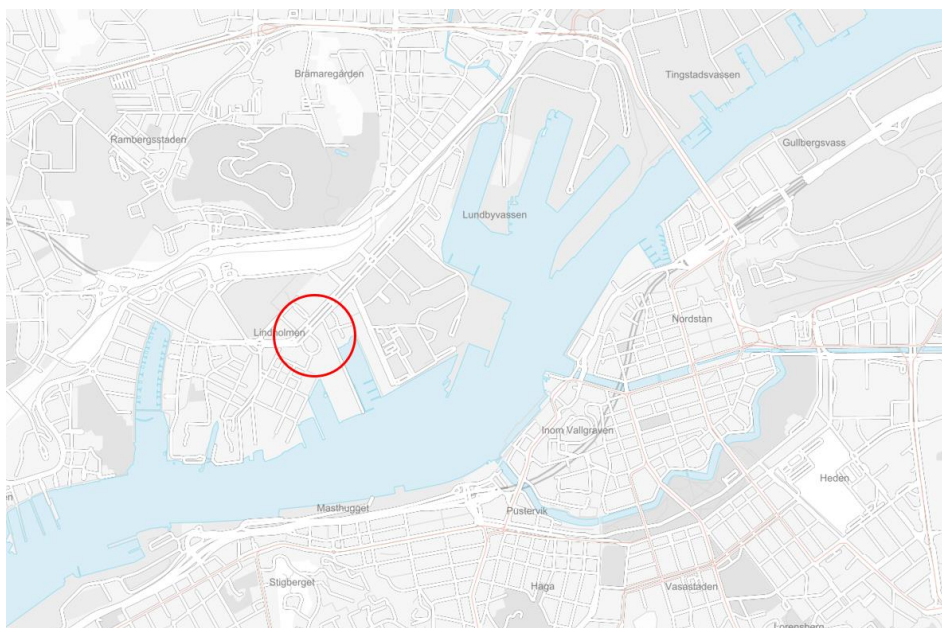 Tingstadsvassen
Brämaregården
Rambergsstaden
Gullbergsvass
Lundbyvassen
Nordstan
Lindholmen
Inom Vallgraven
Heden
Masthugget
Pustervik
Stigberget
Haga
Vasastaden